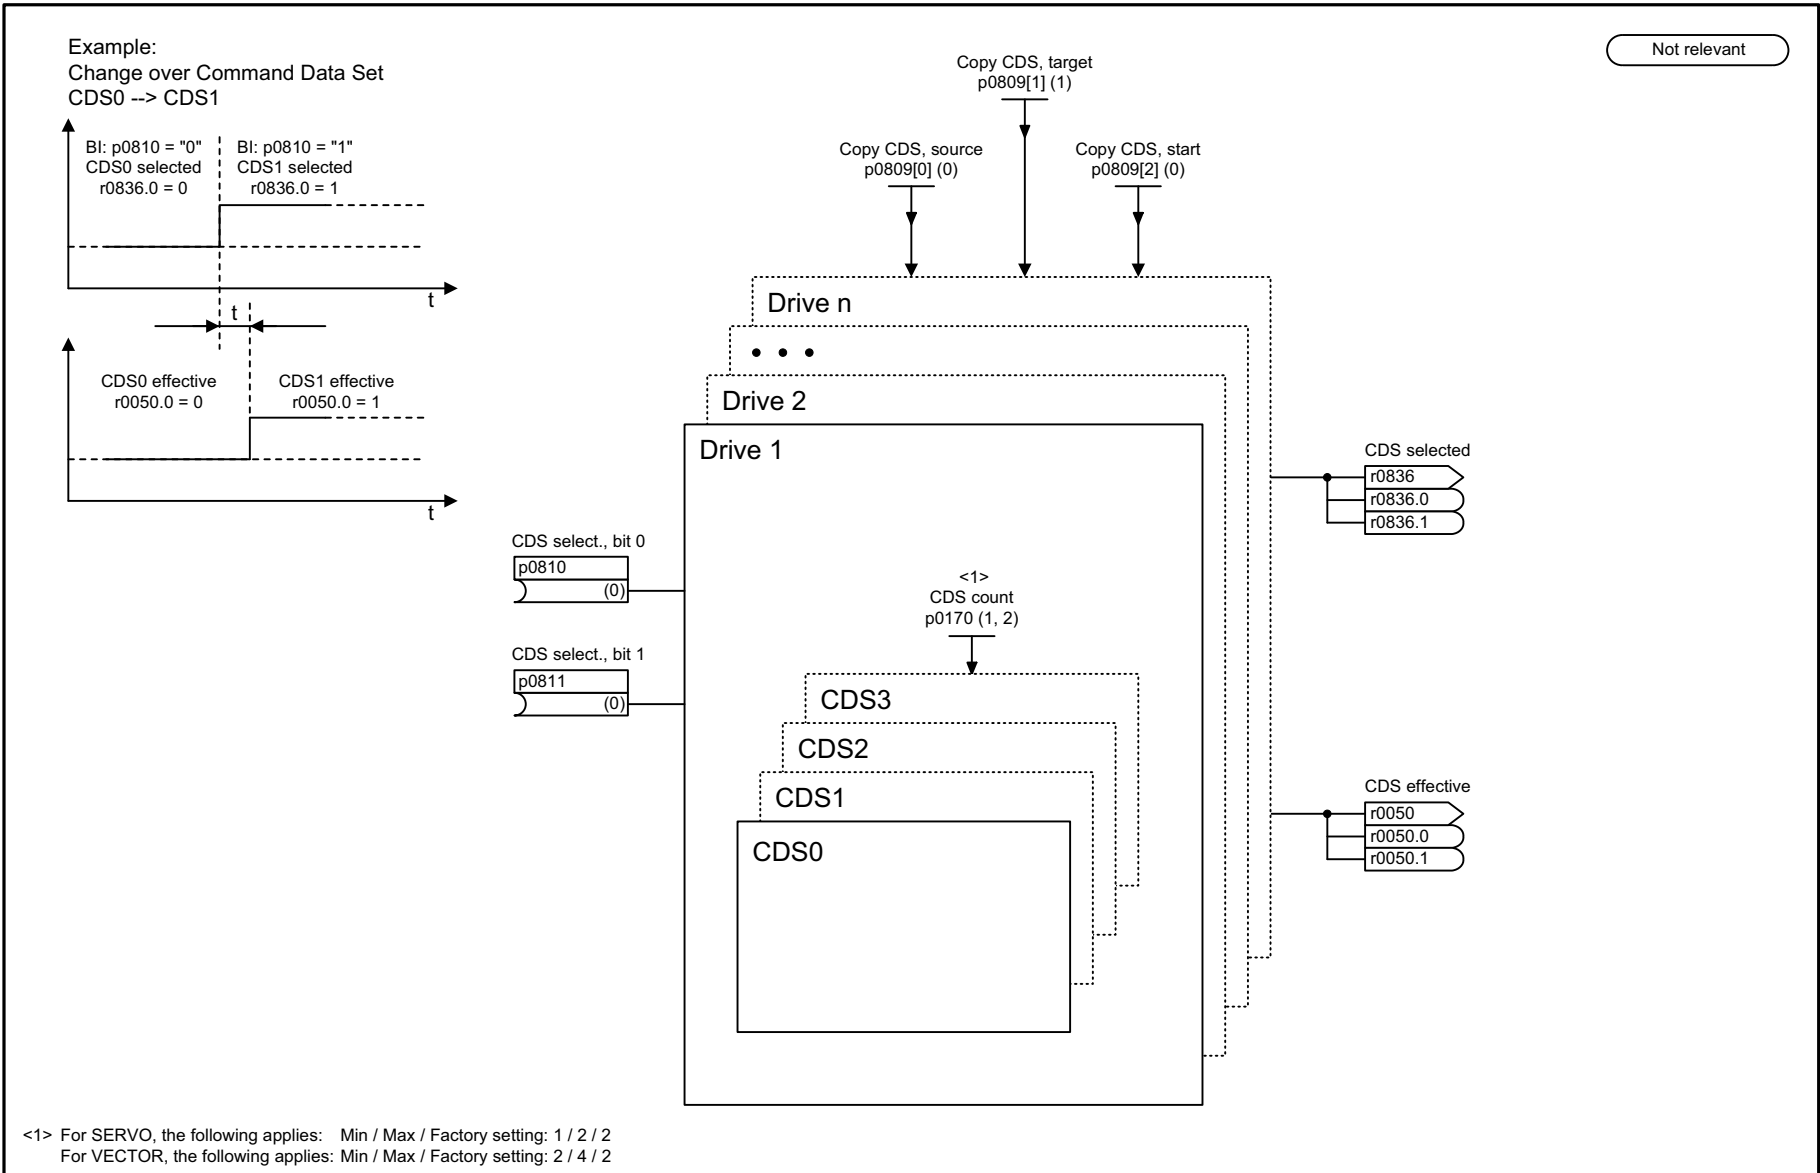 Example:
Change over Command Data Set
CDS0 --> CDS1
BI: p0810 = "0"
CDS0 selected
r0836.0 = 0
BI: p0810 = "1"
CDS1 selected
r0836.0 = 1
t
t
CDS0 effective
r0050.0 = 0
CDS1 effective
r0050.0 = 1
t
Not relevant
Copy CDS, target
p0809[1] (1)
Copy CDS, source
p0809[0] (0)
Copy CDS, start
p0809[2] (0)
Drive n
• • •
Drive 2
Drive 1
CDS select., bit 0
p0810
(0)
CDS select., bit 1
p0811
(0)
<1>
CDS count
p0170 (1, 2)
CDS3
CDS2
CDS1
CDS0
CDS selected
r0836
r0836.0
r0836.1
CDS effective
r0050
r0050.0
r0050.1
<1> For SERVO, the following applies: Min / Max / Factory setting: 1 / 2 / 2
For VECTOR, the following applies: Min / Max / Factory setting: 2 / 4 / 2